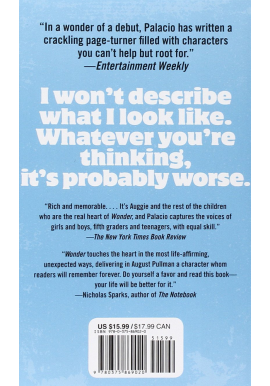 "In a wonder of a debut, Palacio has written a
crackling page-turner filled with characters
you can't help but root for."
—Entertainment Weekly
I won't describe
what I look like.
Whatever you're
thinking,
it's probably worse.
"Rich and memorable. . . . It's Auggie and the rest of the children
who are the real heart of Wonder, and Palacio captures the voices of
girls and boys, fifth graders and teenagers, with equal skill."
—The New York Times Book Review
"Wonder touches the heart in the most life-affirming,
unexpected ways, delivering in August Pullman a character whom
readers will remember forever. Do yourself a favor and read this book—
your life will be better for it."
—Nicholas Sparks, author of The Notebook
US $15.99 / $17.99 CAN
ISBN 978-0-375-86902-0
51599
9 780375 869020